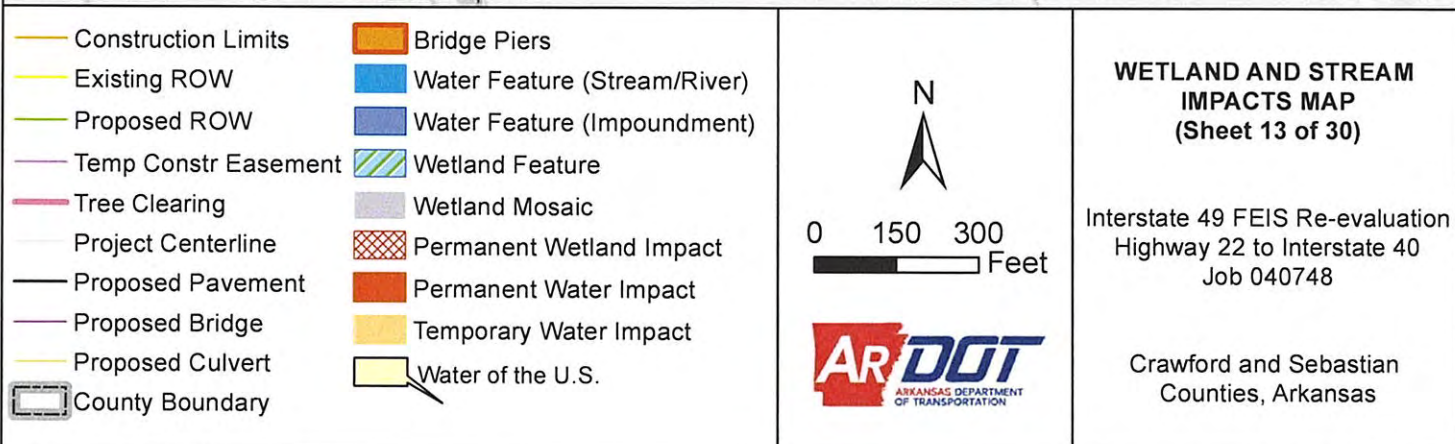 Construction Limits
Existing ROW
Proposed ROW
Temp Constr Easement
Tree Clearing
Project Centerline
Proposed Pavement
Proposed Bridge
Proposed Culvert
County Boundary
Bridge Piers
Water Feature (Stream/River)
Water Feature (Impoundment)
Wetland Feature
Wetland Mosaic
Permanent Wetland Impact
Permanent Water Impact
Temporary Water Impact
Water of the U.S.
N
0 150 300
Feet
ARDOT
ARKANSAS DEPARTMENT
OF TRANSPORTATION
WETLAND AND STREAM
IMPACTS MAP
(Sheet 13 of 30)
Interstate 49 FEIS Re-evaluation
Highway 22 to Interstate 40
Job 040748
Crawford and Sebastian
Counties, Arkansas